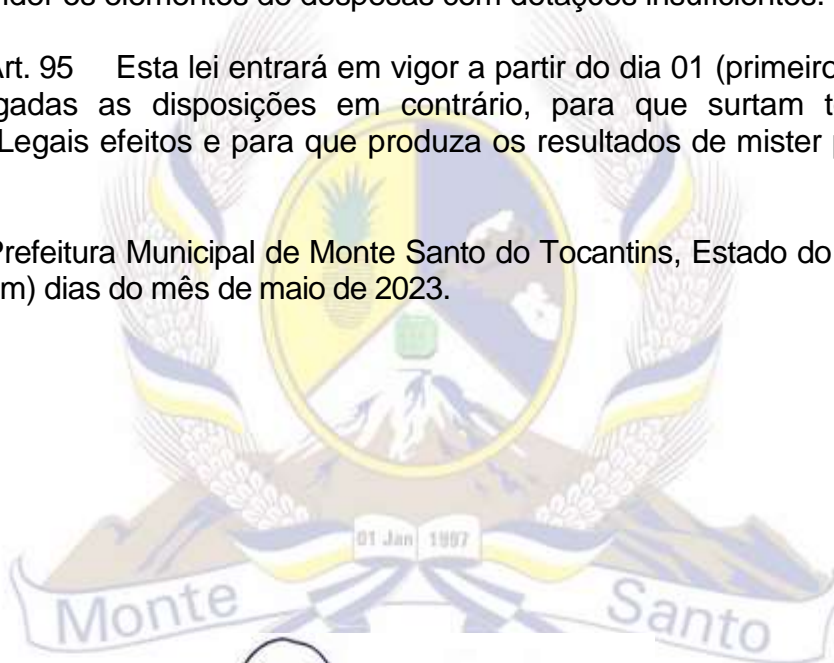 nder os elementos de despesas com dotações insuficientes.
Art. 95 Esta lei entrará em vigor a partir do dia 01 (primeiro
gadas as disposições em contrário, para que surtam t
Legais efeitos e para que produza os resultados de mister p
Prefeitura Municipal de Monte Santo do Tocantins, Estado do
m) dias do mês de maio de 2023.
01 Jan 1997
Monte Santo